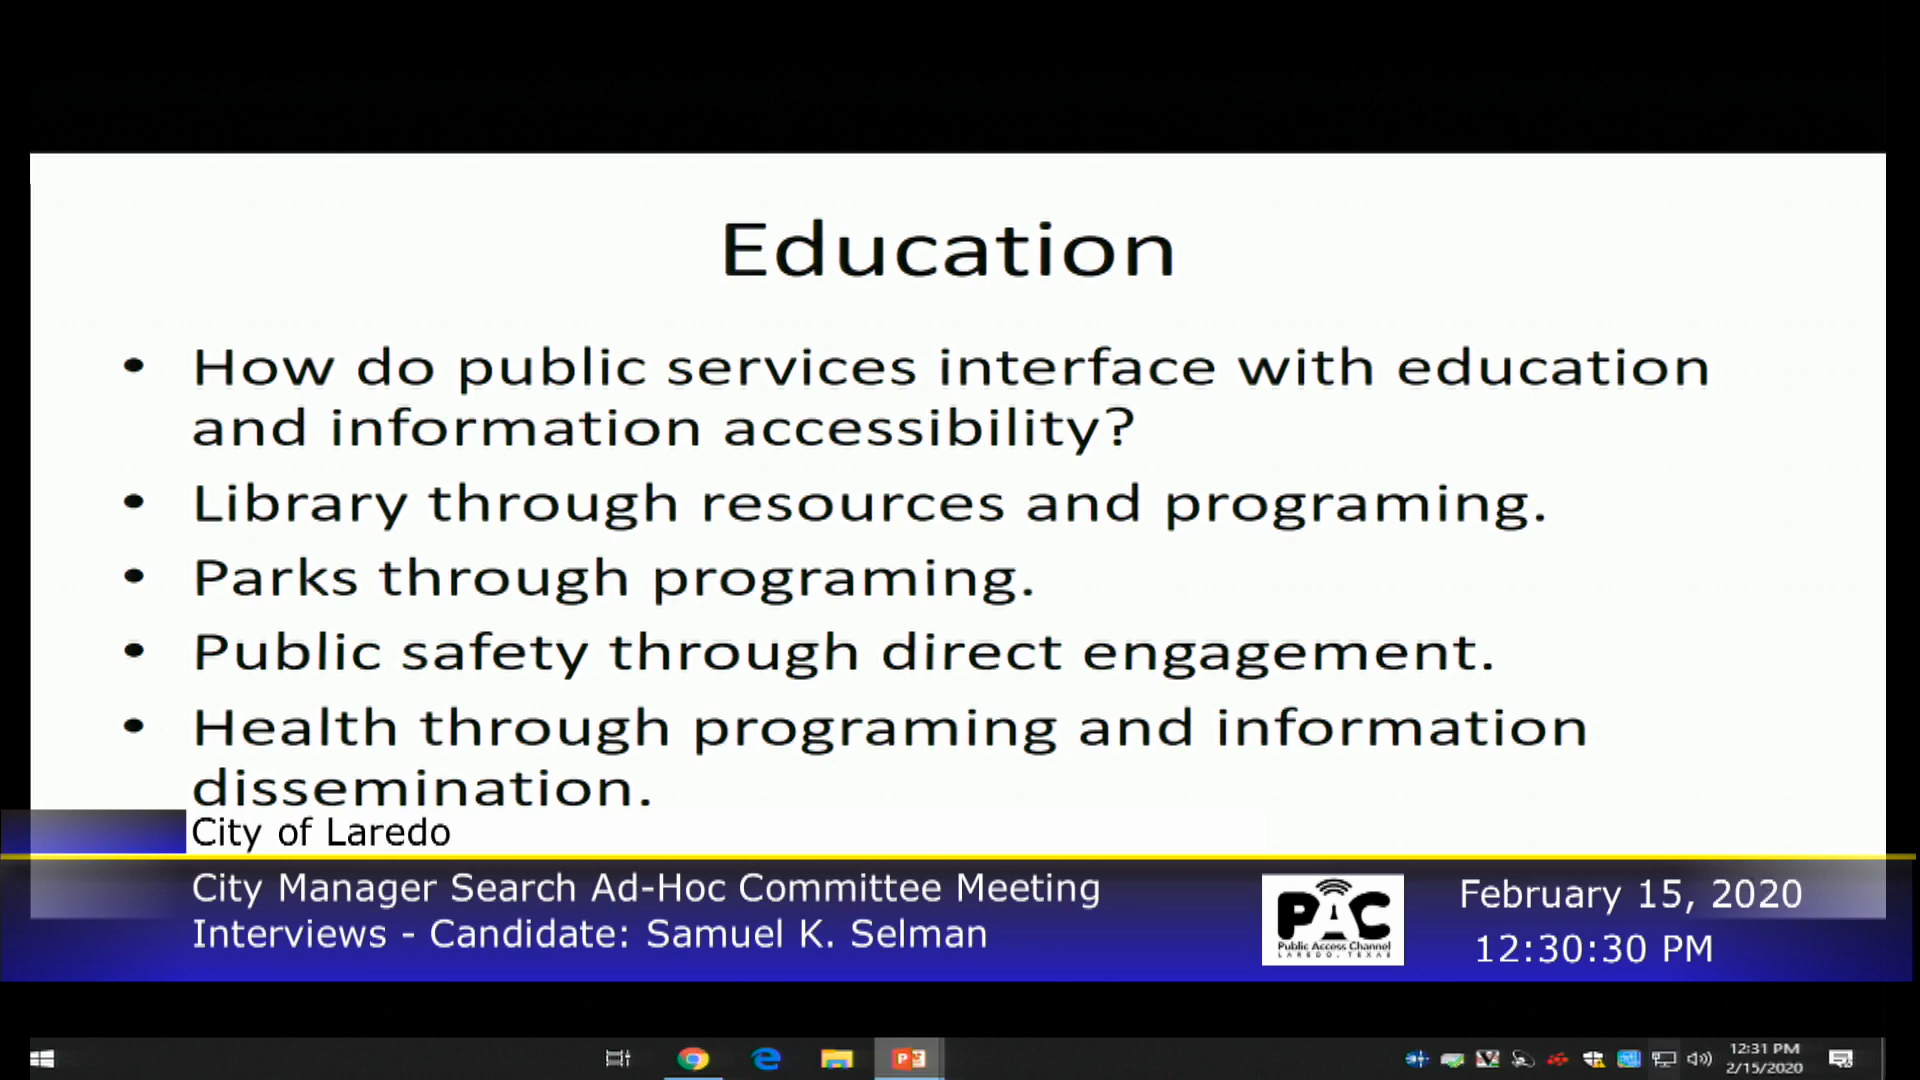 Education
• How do public services interface with education
and information accessibility?
• Library through resources and programing.
• Parks through programing.
• Public safety through direct engagement.
• Health through programing and information
dissemination.
City of Laredo
City Manager Search Ad-Hoc Committee Meeting
Interviews - Candidate: Samuel K. Selman
PAC
Public Access Channel
LAREDO, TEXAS
February 15, 2020
12:30:30 PM
12:31 PM
2/15/2020